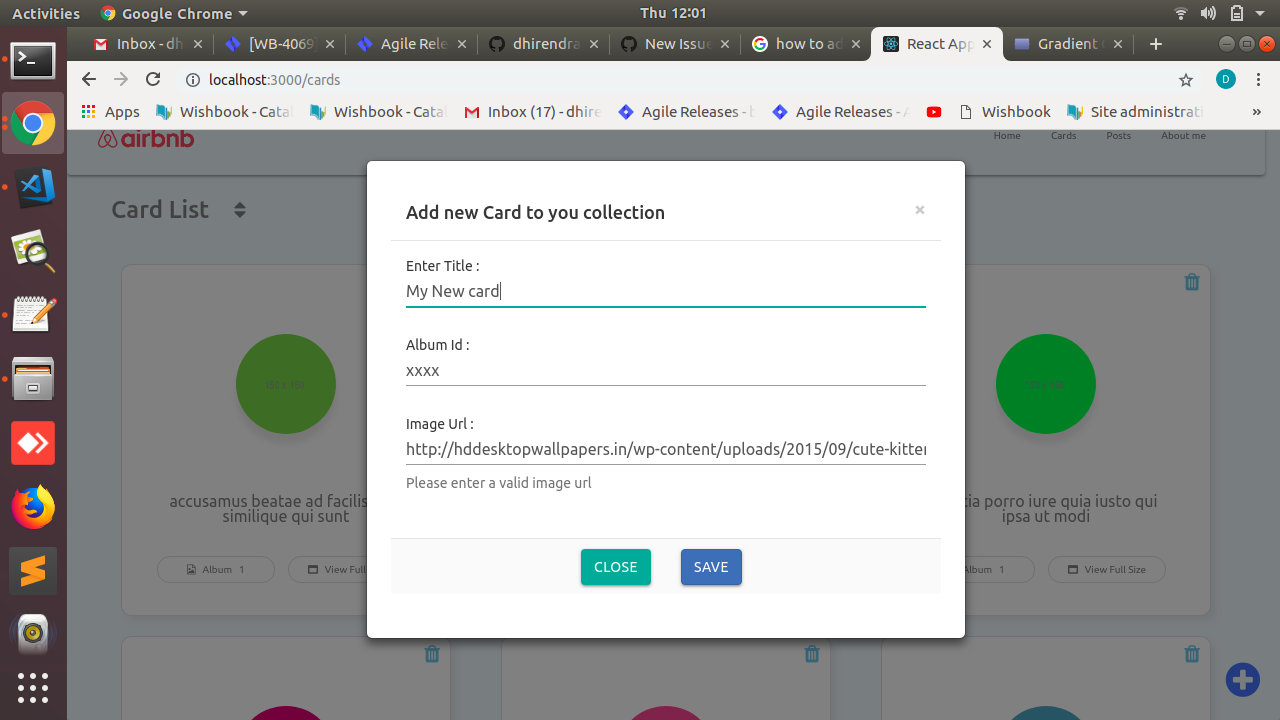 Activities Google Chrome Thu 12:01
Inbox - dh [WB-4069] Agile Rele dhirendra New Issue how to ad React App Gradient
localhost:3000/cards D
Apps Wishbook - Catal Wishbook - Catal Inbox (17) - dhire Agile Releases - b Agile Releases - A Wishbook Site administrati »
airbnb Home Cards Posts About me
Card List
Add new Card to you collection ×
Enter Title :
My New card
Album Id :
xxxx
Image Url :
http://hddesktopwallpapers.in/wp-content/uploads/2015/09/cute-kitten
Please enter a valid image url
CLOSE SAVE
accusamus beatae ad facilis
similique qui sunt
Album 1 View Full
tia porro iure quia iusto qui
ipsa ut modi
Album 1 View Full Size